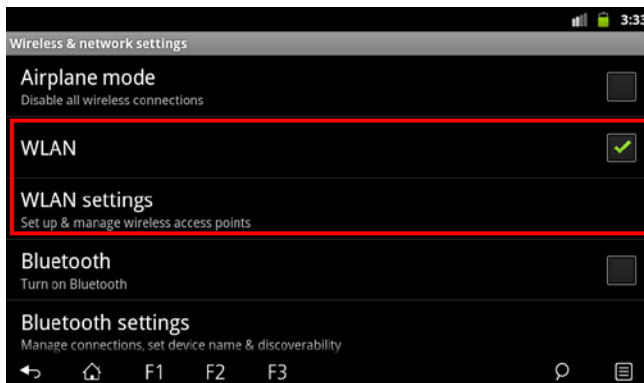 3:33
Wireless & network settings
Airplane mode
Disable all wireless connections
WLAN
WLAN settings
Set up & manage wireless access points
Bluetooth
Turn on Bluetooth
Bluetooth settings
Manage connections, set device name & discoverability
F1 F2 F3